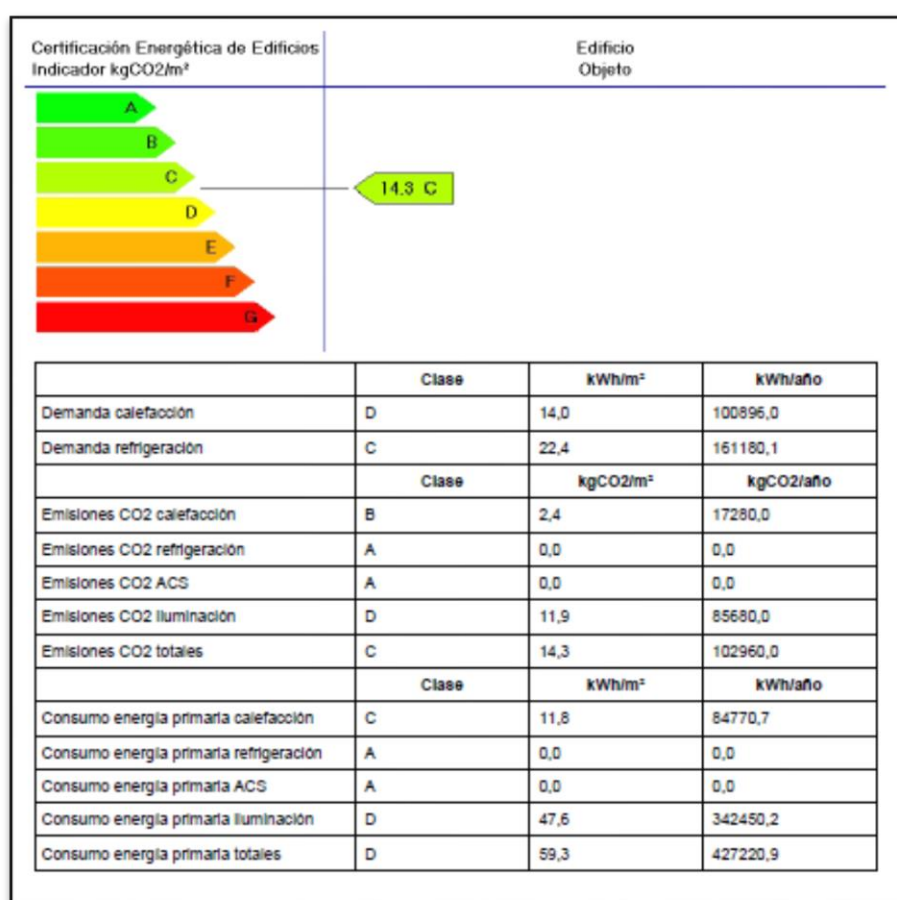 Certificación Energética de Edificios
Indicador kgCO2/m²
Edificio
Objeto
A
B
C
14.3 C
D
E
F
G
Clase kWh/m² kWh/año
Demanda calefacción D 14,0 100896,0
Demanda refrigeración C 22,4 161180,1
Clase kgCO2/m² kgCO2/año
Emisiones CO2 calefacción B 2,4 17280,0
Emisiones CO2 refrigeración A 0,0 0,0
Emisiones CO2 ACS A 0,0 0,0
Emisiones CO2 iluminación D 11,9 85680,0
Emisiones CO2 totales C 14,3 102960,0
Clase kWh/m² kWh/año
Consumo energía primaria calefacción C 11,8 84770,7
Consumo energía primaria refrigeración A 0,0 0,0
Consumo energía primaria ACS A 0,0 0,0
Consumo energía primaria iluminación D 47,6 342450,2
Consumo energía primaria totales D 59,3 427220,9